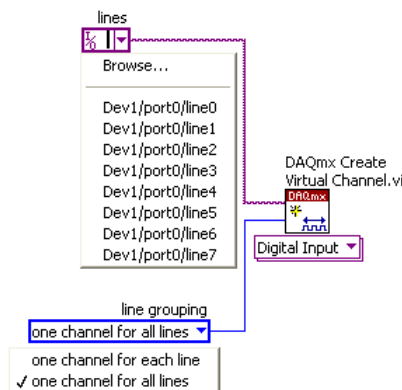 lines
I/O
Browse...
Dev1/port0/line0
Dev1/port0/line1
Dev1/port0/line2
Dev1/port0/line3
Dev1/port0/line4
Dev1/port0/line5
Dev1/port0/line6
Dev1/port0/line7
DAQmx Create
Virtual Channel.vi
DAQmx
Digital Input
line grouping
one channel for all lines
one channel for each line
✓ one channel for all lines